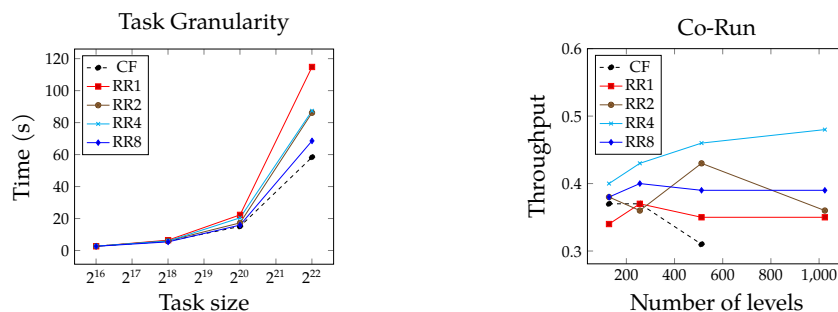 Task Granularity
Time (s)
120
100
80
60
40
20
0
CF
RR1
RR2
RR4
RR8
2^16 2^17 2^18 2^19 2^20 2^21 2^22
Task size
Co-Run
Throughput
0.6
0.5
0.4
0.3
CF
RR1
RR2
RR4
RR8
200 400 600 800 1,000
Number of levels